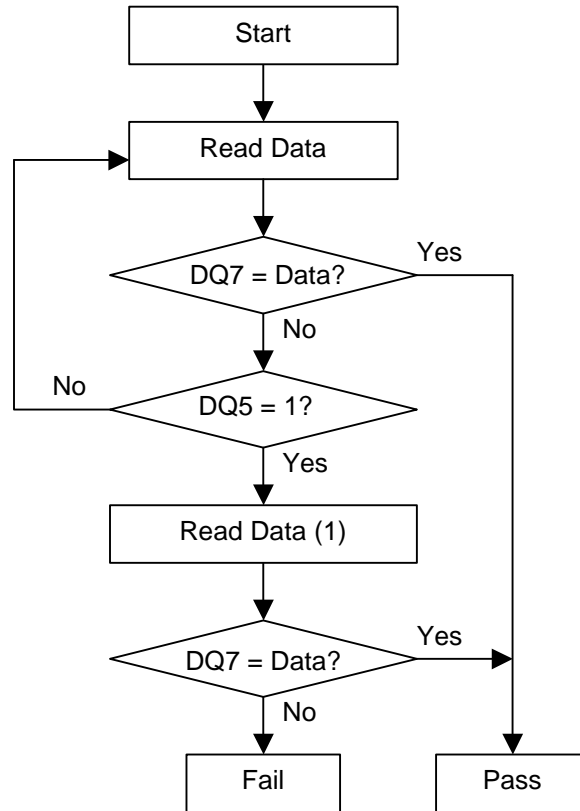 Start
Read Data
DQ7 = Data?
Yes
No
No
DQ5 = 1?
Yes
Read Data (1)
DQ7 = Data?
Yes
No
Fail
Pass